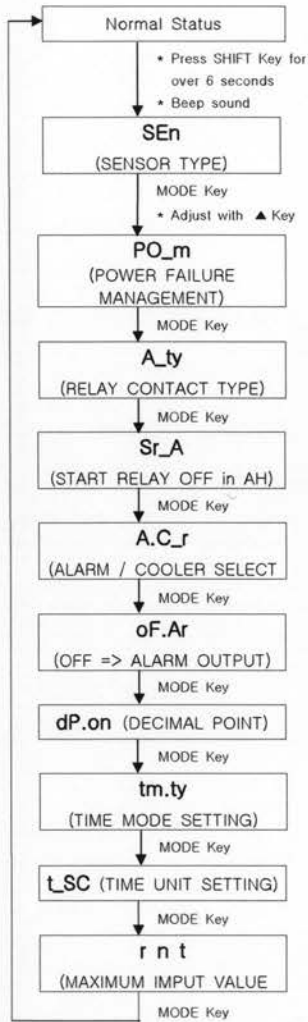 Normal Status
* Press SHIFT Key for
over 6 seconds
* Beep sound
SEn
(SENSOR TYPE)
MODE Key
* Adjust with ▲ Key
PO_m
(POWER FAILURE
MANAGEMENT)
MODE Key
A_ty
(RELAY CONTACT TYPE)
MODE Key
Sr_A
(START RELAY OFF in AH)
MODE Key
A.C_r
(ALARM / COOLER SELECT
MODE Key
oF.Ar
(OFF => ALARM OUTPUT)
MODE Key
dP.on (DECIMAL POINT)
MODE Key
tm.ty
(TIME MODE SETTING)
MODE Key
t_SC (TIME UNIT SETTING)
MODE Key
r n t
(MAXIMUM IMPUT VALUE
MODE Key